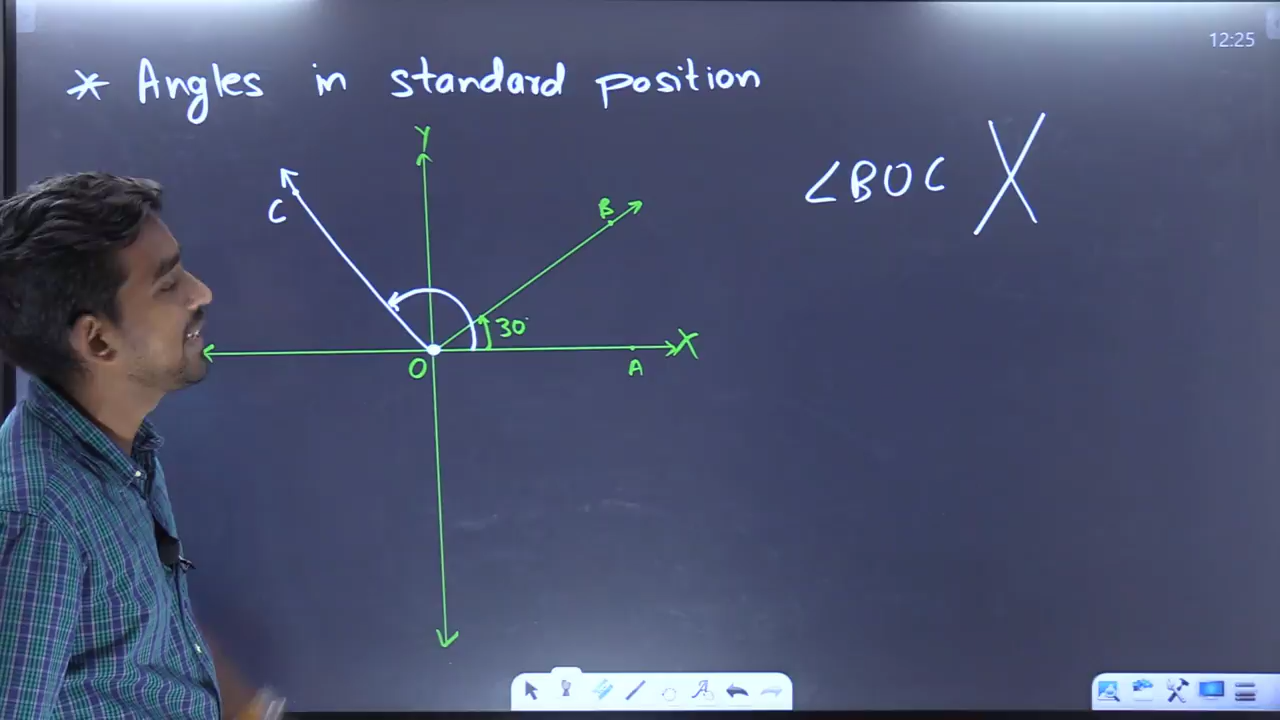 12:25
* Angles in standard position
Y
∠BOC X
C
B
30°
X
O
A